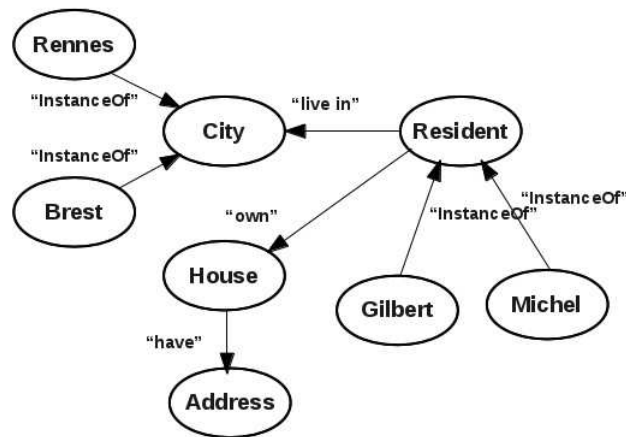 Rennes
“InstanceOf”
City
“live in”
Resident
“InstanceOf”
Brest
“InstanceOf”
“InstanceOf”
“own”
House
Gilbert
Michel
“have”
Address